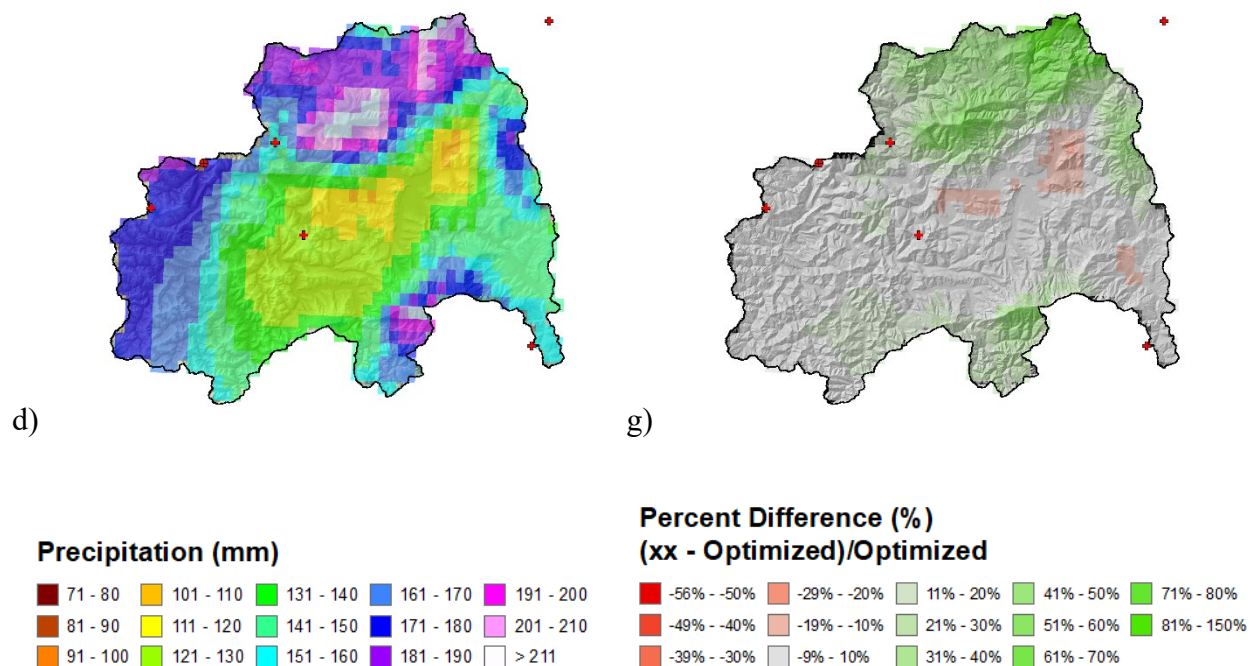 d)
g)
Precipitation (mm)
71 - 80
101 - 110
131 - 140
161 - 170
191 - 200
81 - 90
111 - 120
141 - 150
171 - 180
201 - 210
91 - 100
121 - 130
151 - 160
181 - 190
> 211
Percent Difference (%)
(xx - Optimized)/Optimized
-56% - -50%
-29% - -20%
11% - 20%
41% - 50%
71% - 80%
-49% - -40%
-19% - -10%
21% - 30%
51% - 60%
81% - 150%
-39% - -30%
-9% - 10%
31% - 40%
61% - 70%